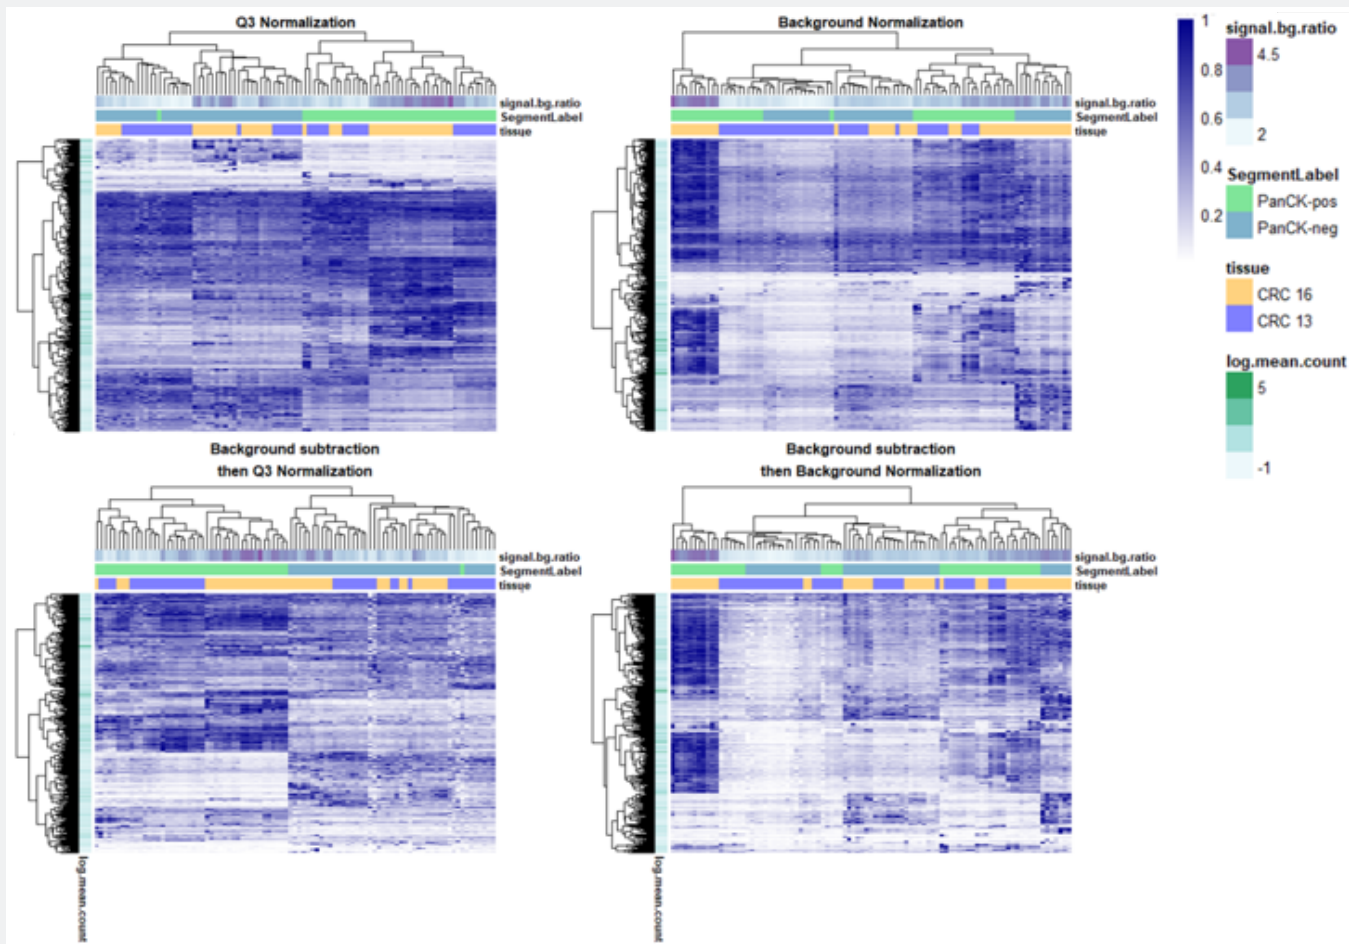 Q3 Normalization
signal.bg.ratio
SegmentLabel
tissue
Background Normalization
signal.bg.ratio
SegmentLabel
tissue
1
0.8
0.6
0.4
0.2
signal.bg.ratio
4.5
2
SegmentLabel
PanCK-pos
PanCK-neg
tissue
CRC 16
CRC 13
log.mean.count
5
-1
Background subtraction
then Q3 Normalization
signal.bg.ratio
SegmentLabel
tissue
log.mean.count
Background subtraction
then Background Normalization
signal.bg.ratio
SegmentLabel
tissue
log.mean.count